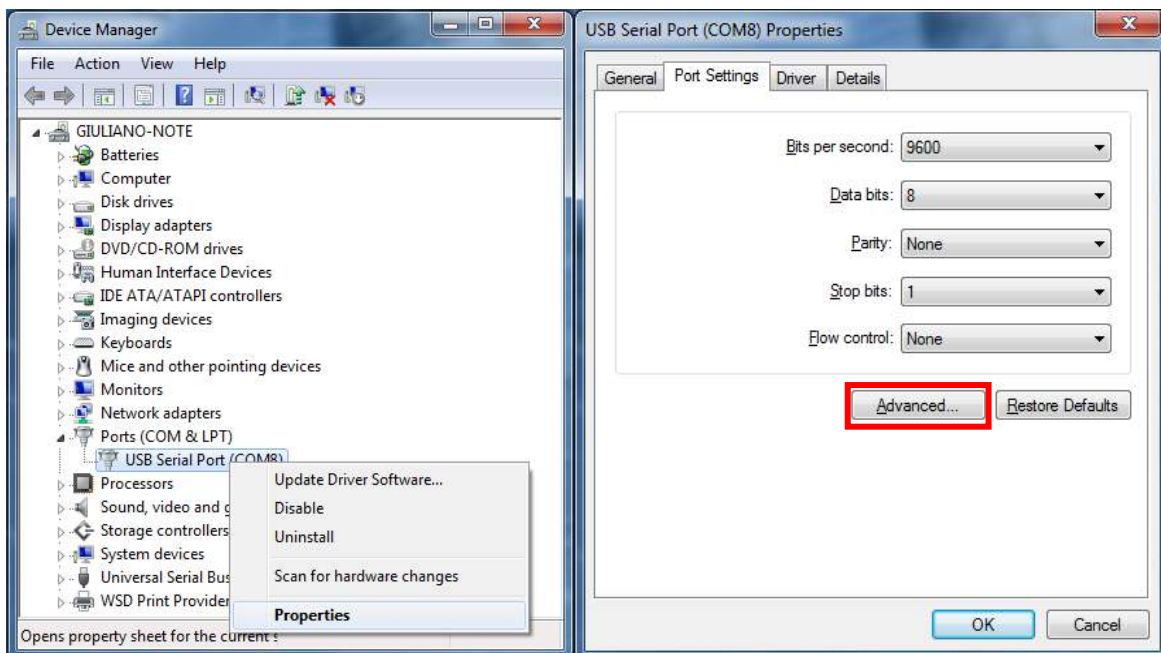 Device Manager
File Action View Help
GIULIANO-NOTE
Batteries
Computer
Disk drives
Display adapters
DVD/CD-ROM drives
Human Interface Devices
IDE ATA/ATAPI controllers
Imaging devices
Keyboards
Mice and other pointing devices
Monitors
Network adapters
Ports (COM & LPT)
USB Serial Port (COM8)
Processors
Sound, video and g
Storage controllers
System devices
Universal Serial Bus
WSD Print Provider
Update Driver Software...
Disable
Uninstall
Scan for hardware changes
Properties
Opens property sheet for the current s
USB Serial Port (COM8) Properties
General Port Settings Driver Details
Bits per second: 9600
Data bits: 8
Parity: None
Stop bits: 1
Flow control: None
Advanced... Restore Defaults
OK Cancel